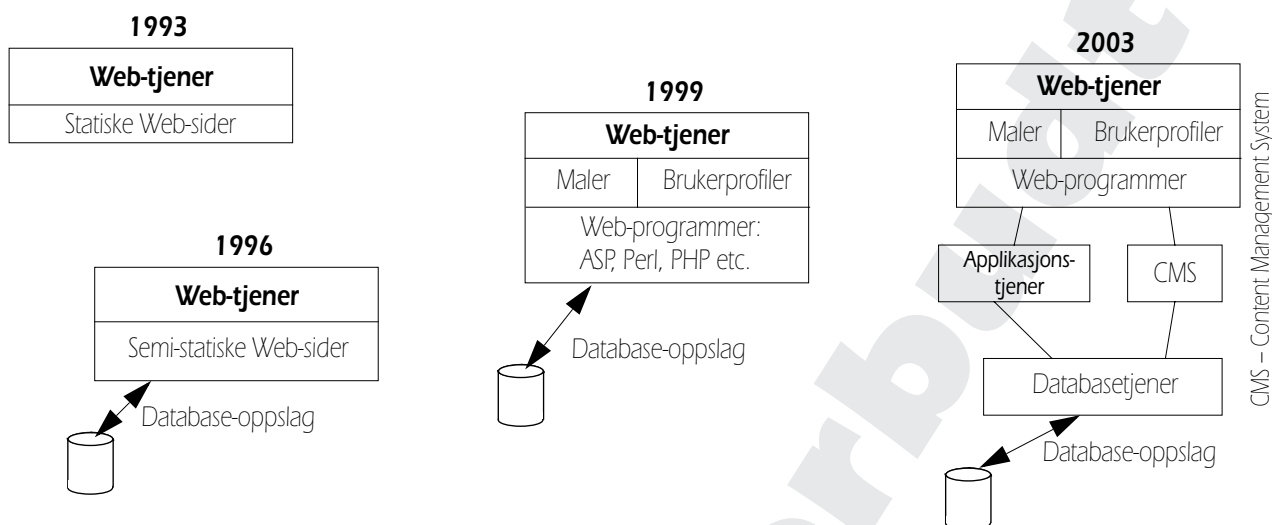 1993
Web-tjener
Statiske Web-sider
1996
Web-tjener
Semi-statiske Web-sider
Database-oppslag
1999
Web-tjener
Maler
Brukerprofiler
Web-programmer:
ASP, Perl, PHP etc.
Database-oppslag
2003
Web-tjener
Maler
Brukerprofiler
Web-programmer
Applikasjons-
tjener
CMS
Databasetjener
Database-oppslag
CMS – Content Management System